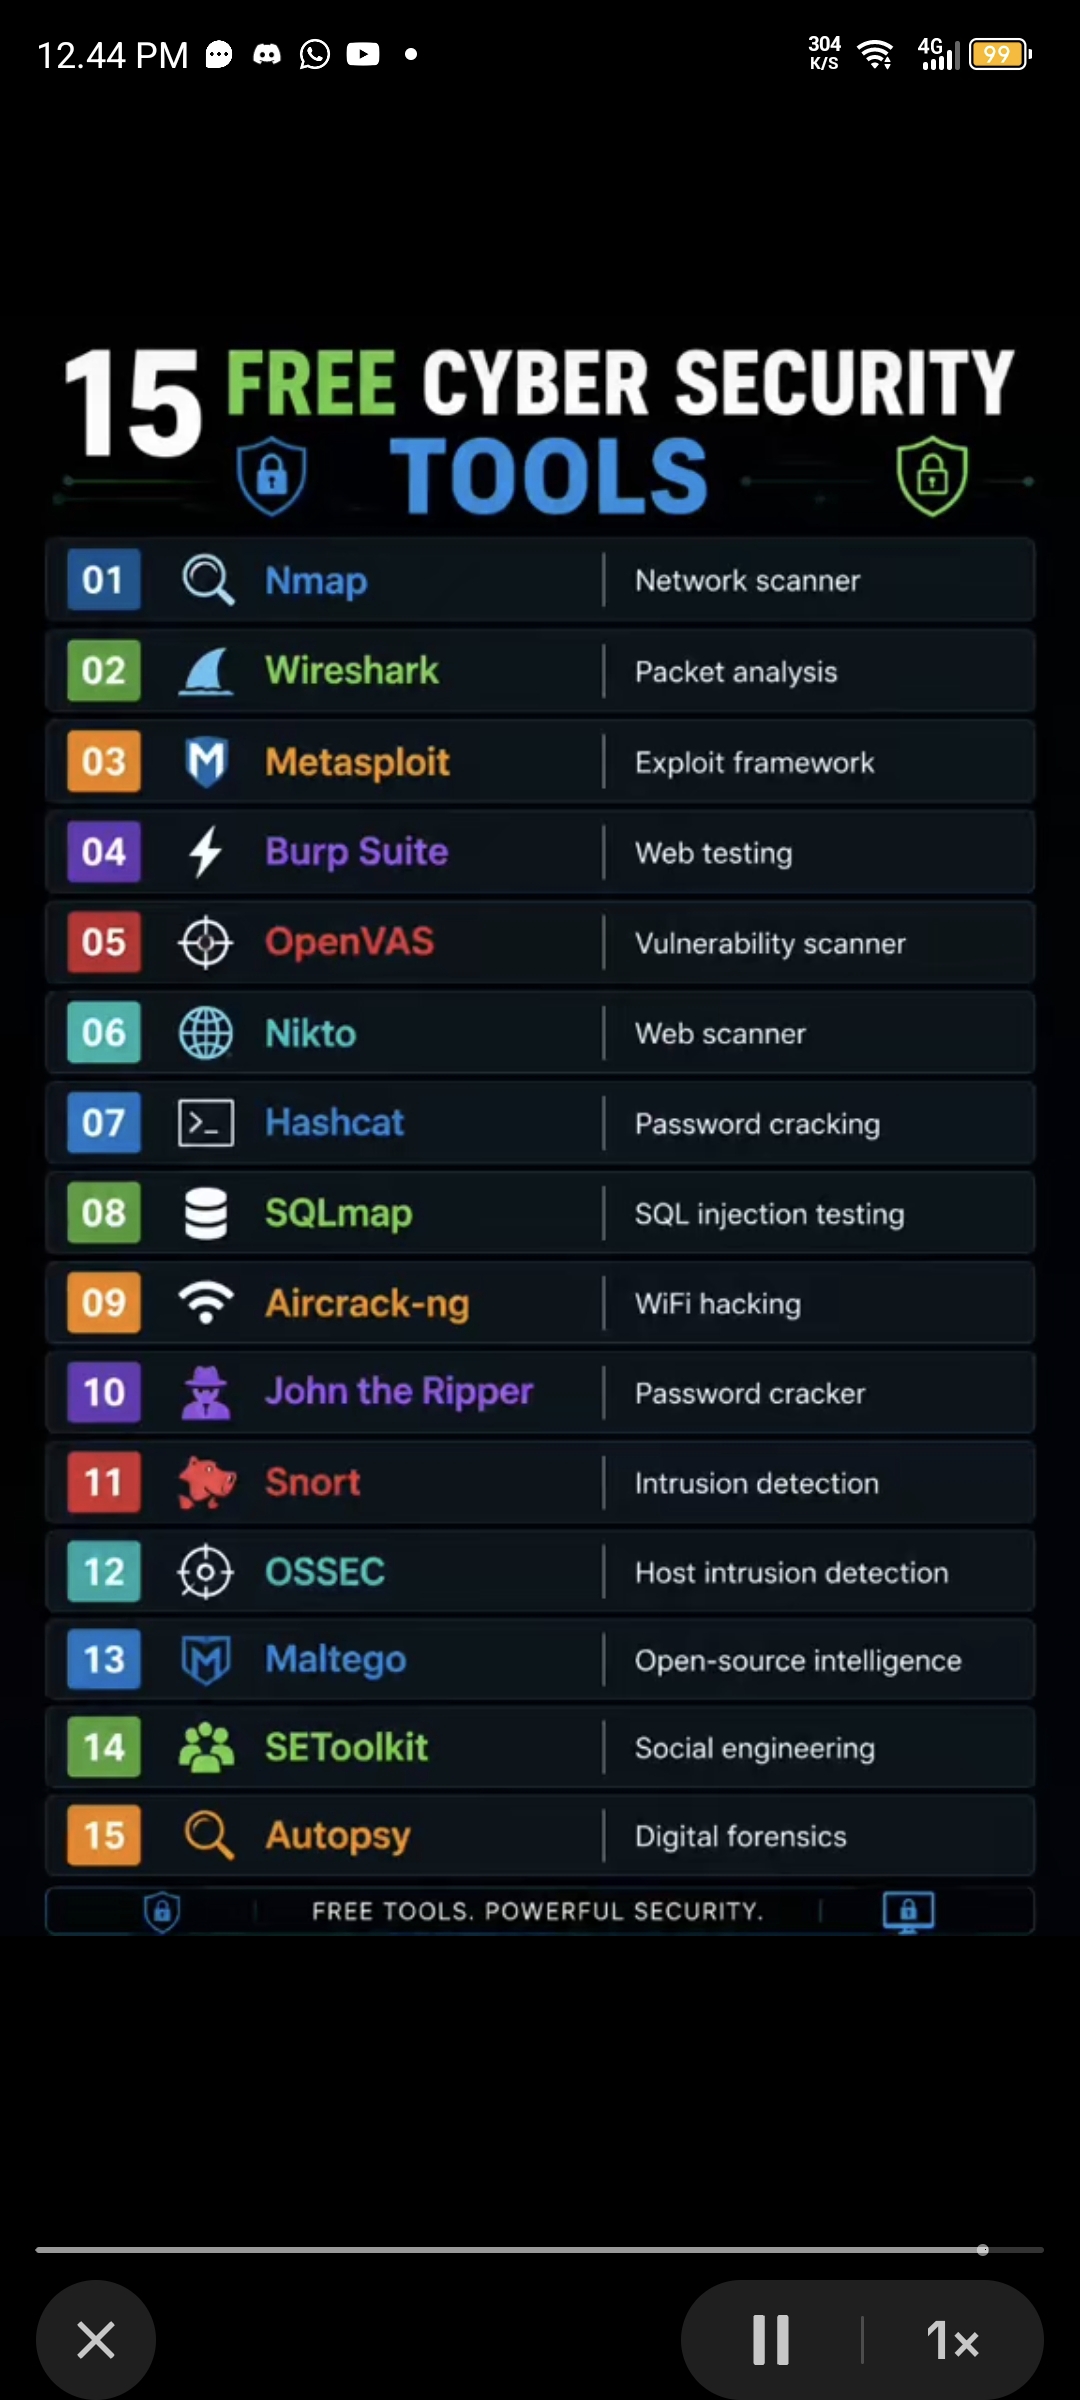 12.44 PM
304 K/S 4G 99
15 FREE CYBER SECURITY
TOOLS
01 Nmap Network scanner
02 Wireshark Packet analysis
03 Metasploit Exploit framework
04 Burp Suite Web testing
05 OpenVAS Vulnerability scanner
06 Nikto Web scanner
07 Hashcat Password cracking
08 SQLmap SQL injection testing
09 Aircrack-ng WiFi hacking
10 John the Ripper Password cracker
11 Snort Intrusion detection
12 OSSEC Host intrusion detection
13 Maltego Open-source intelligence
14 SEToolkit Social engineering
15 Autopsy Digital forensics
FREE TOOLS. POWERFUL SECURITY.
1×